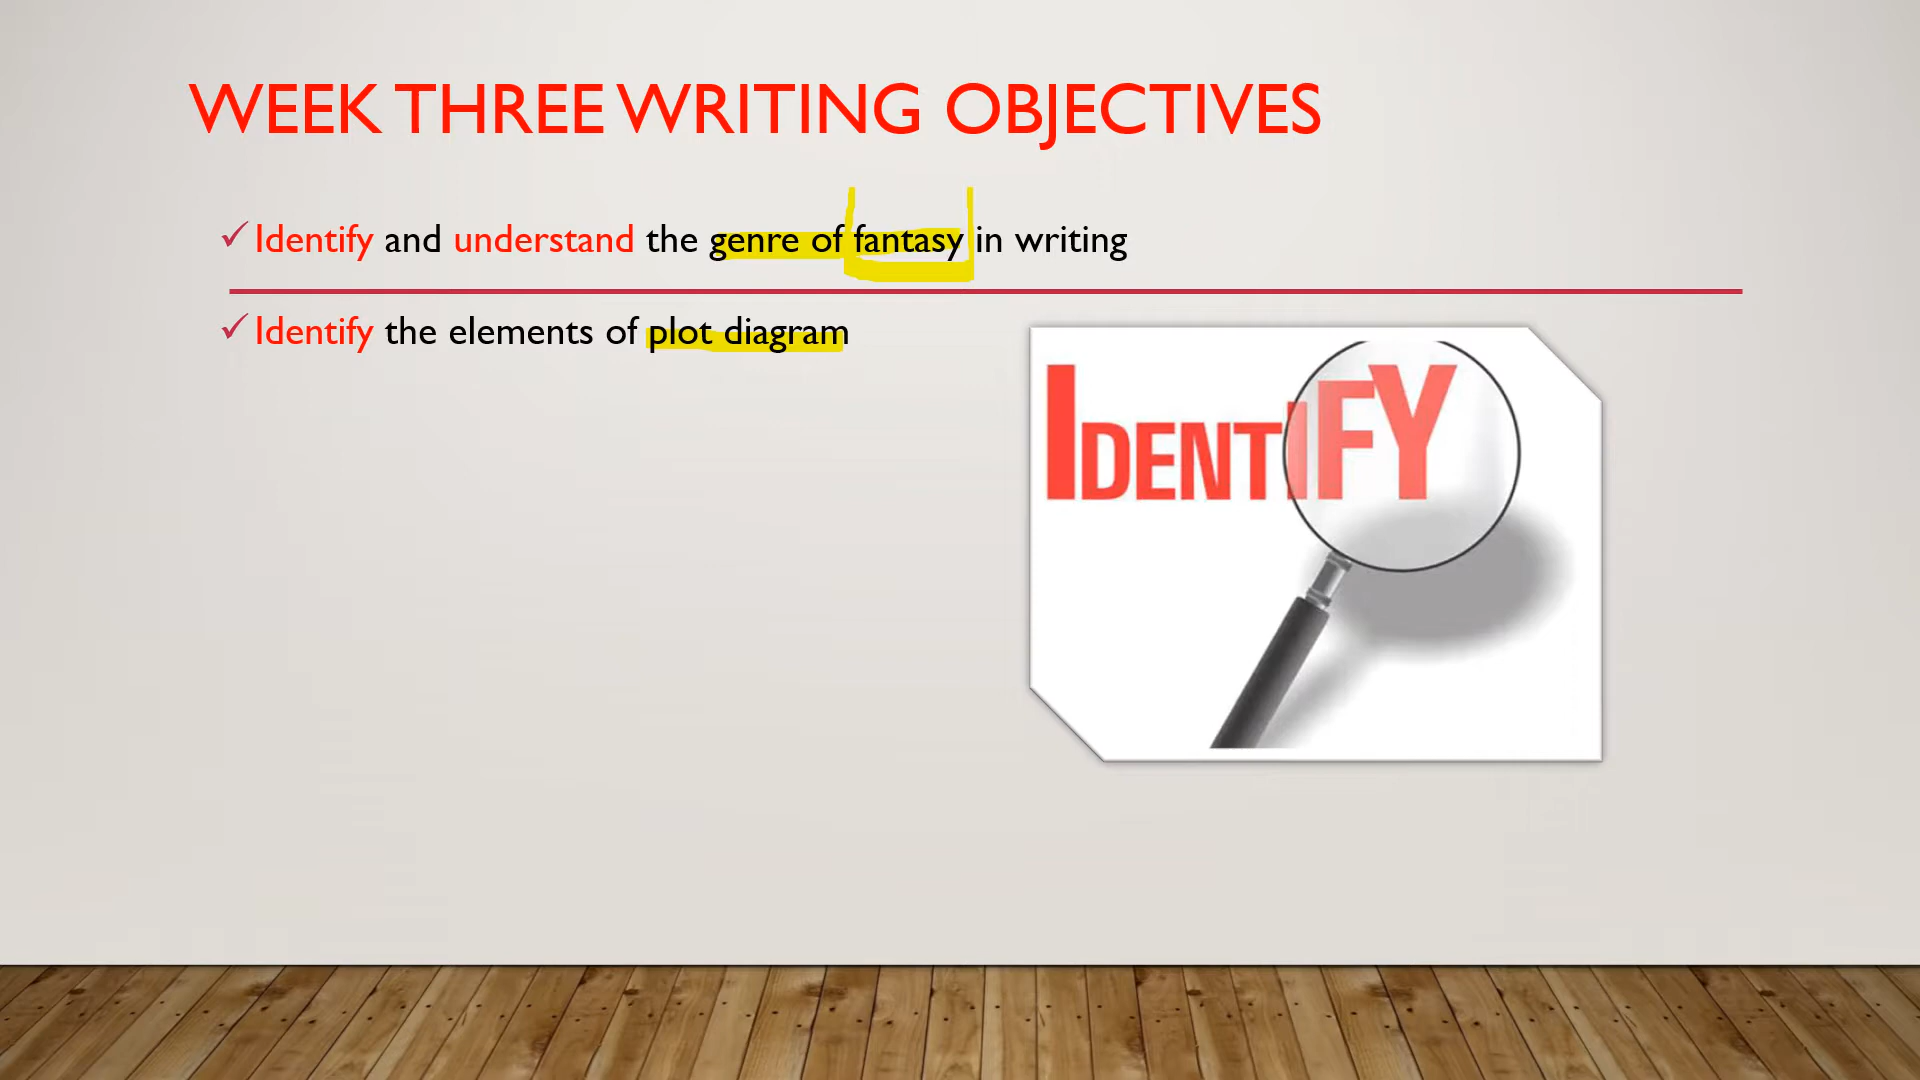 WEEK THREE WRITING OBJECTIVES
✓ Identify and understand the genre of fantasy in writing
✓ Identify the elements of plot diagram
IDENTIFY